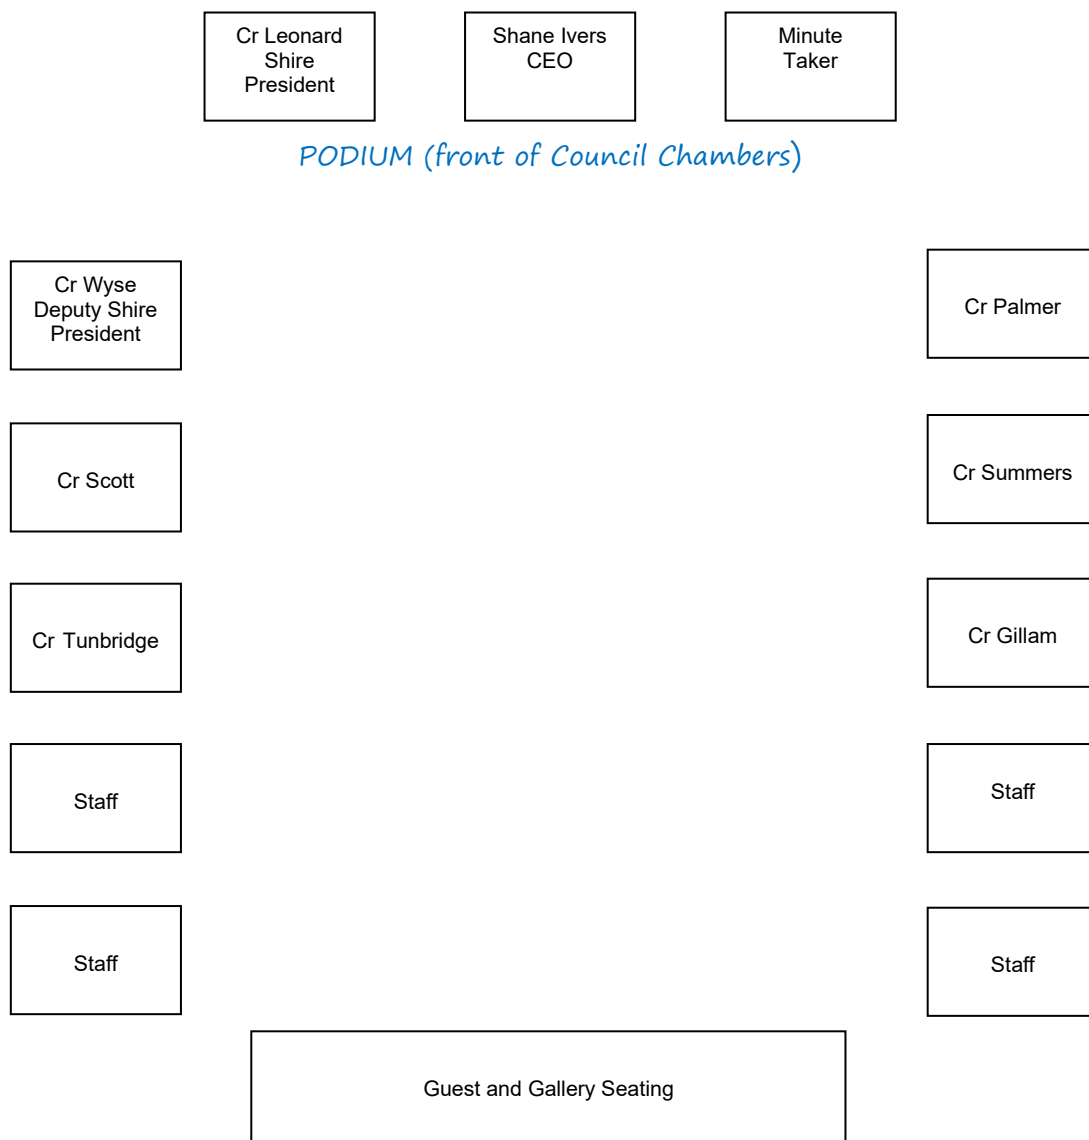 Cr Leonard
Shire
President
Shane Ivers
CEO
Minute
Taker
PODIUM (front of Council Chambers)
Cr Wyse
Deputy Shire
President
Cr Palmer
Cr Scott
Cr Summers
Cr Tunbridge
Cr Gillam
Staff
Staff
Staff
Staff
Guest and Gallery Seating